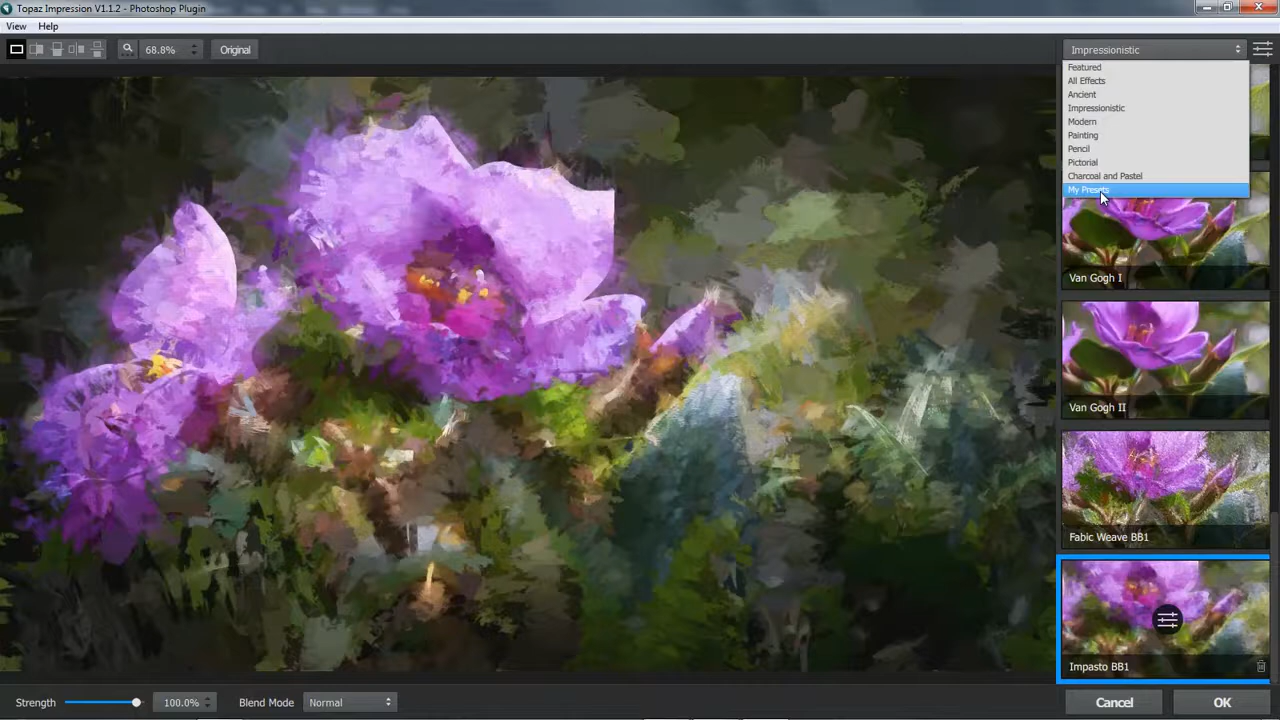 Topaz Impression V1.1.2 - Photoshop Plugin
View Help
68.8% Original
Impressionistic
Featured
All Effects
Ancient
Impressionistic
Modern
Painting
Pencil
Pictorial
Charcoal and Pastel
My Presets
Van Gogh I
Van Gogh II
Fabic Weave BB1
Impasto BB1
Strength 100.0% Blend Mode Normal Cancel OK